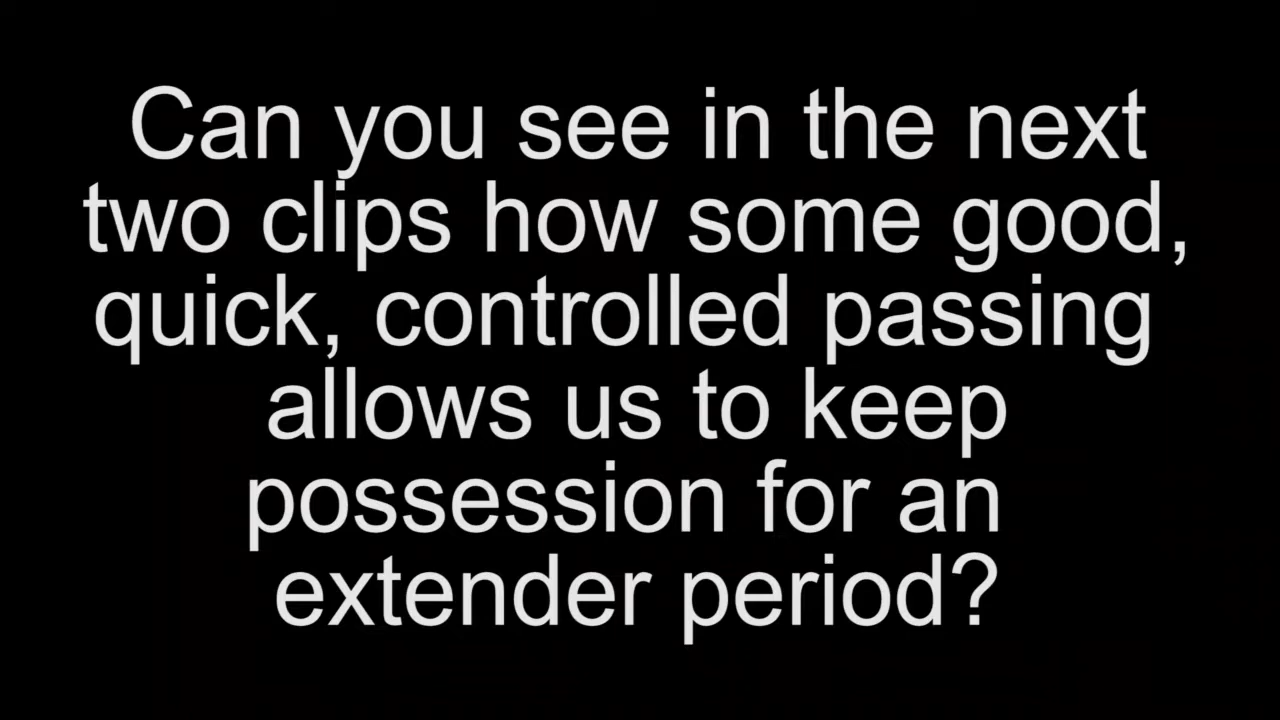 Can you see in the next
two clips how some good,
quick, controlled passing
allows us to keep
possession for an
extender period?